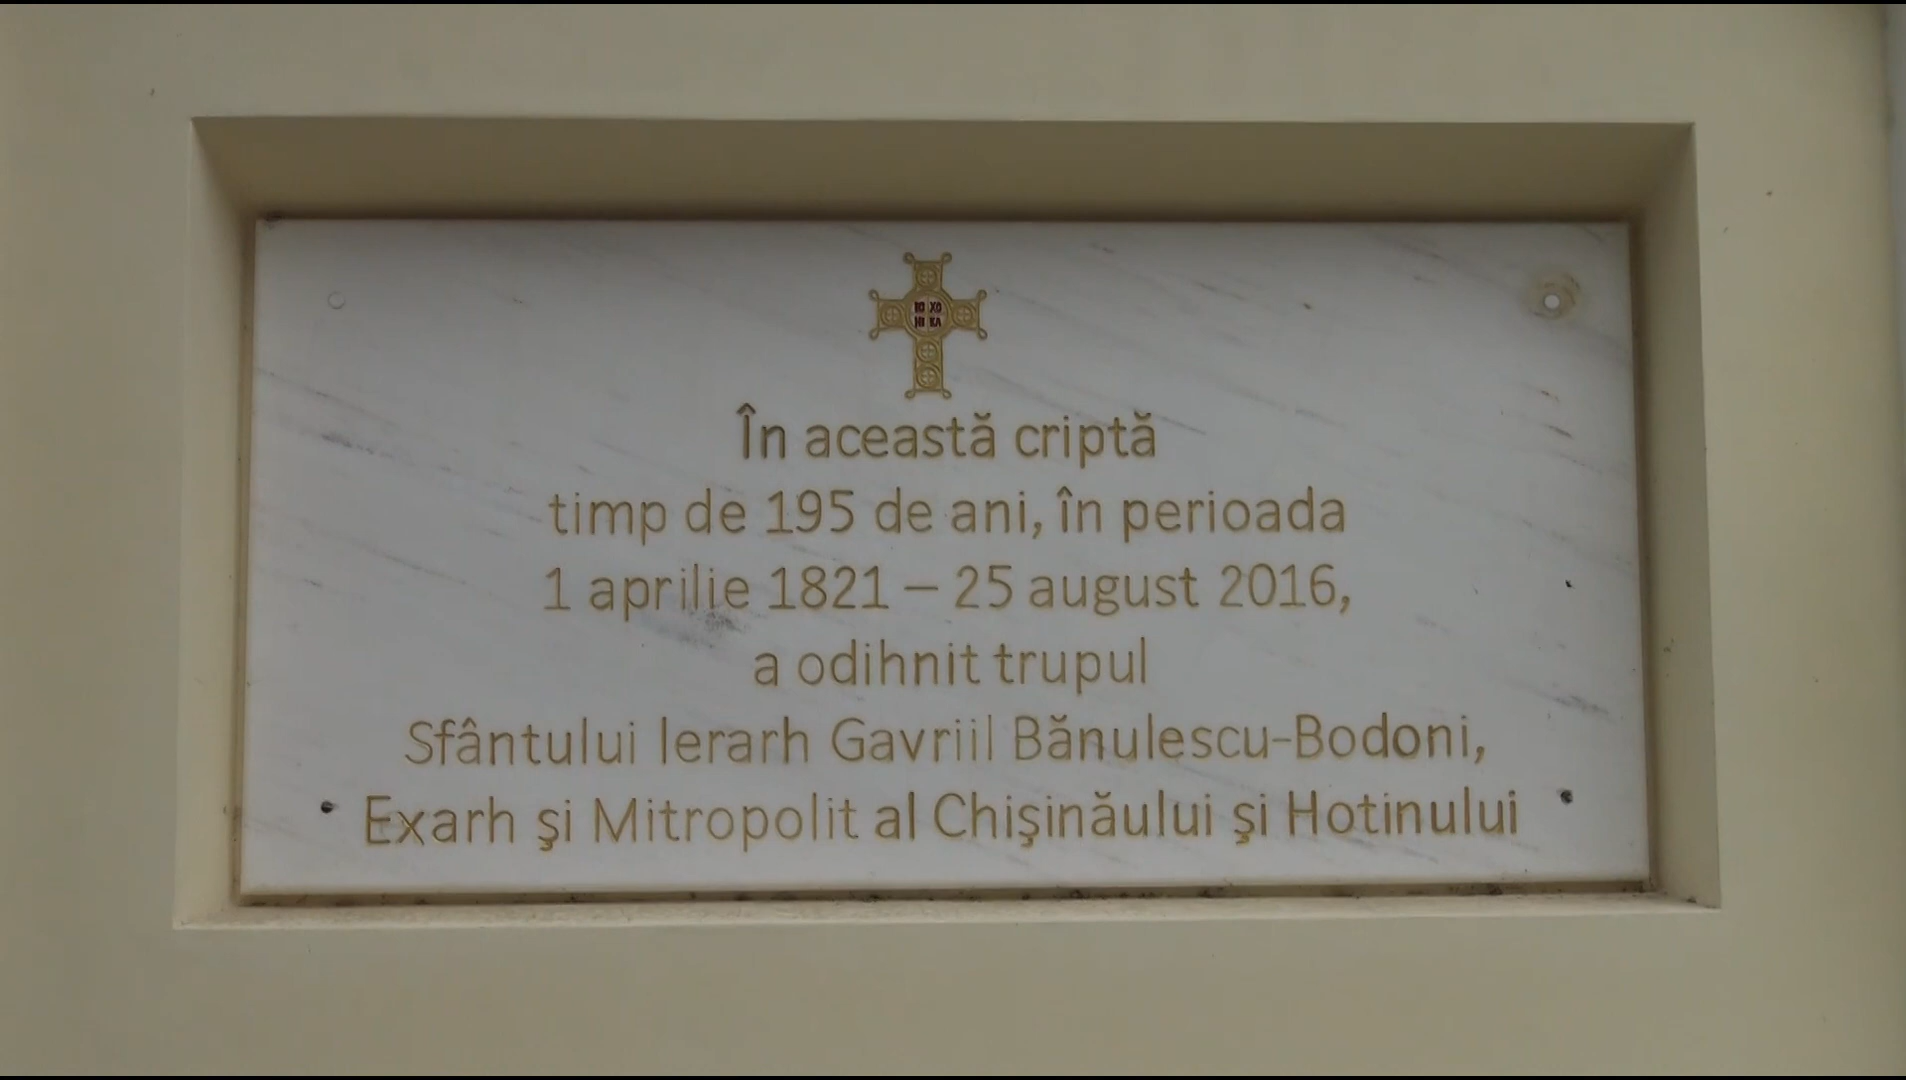 În această criptă
timp de 195 de ani, în perioada
1 aprilie 1821 – 25 august 2016,
a odihnit trupul
Sfântului Ierarh Gavriil Bănulescu-Bodoni,
Exarh şi Mitropolit al Chişinăului şi Hotinului